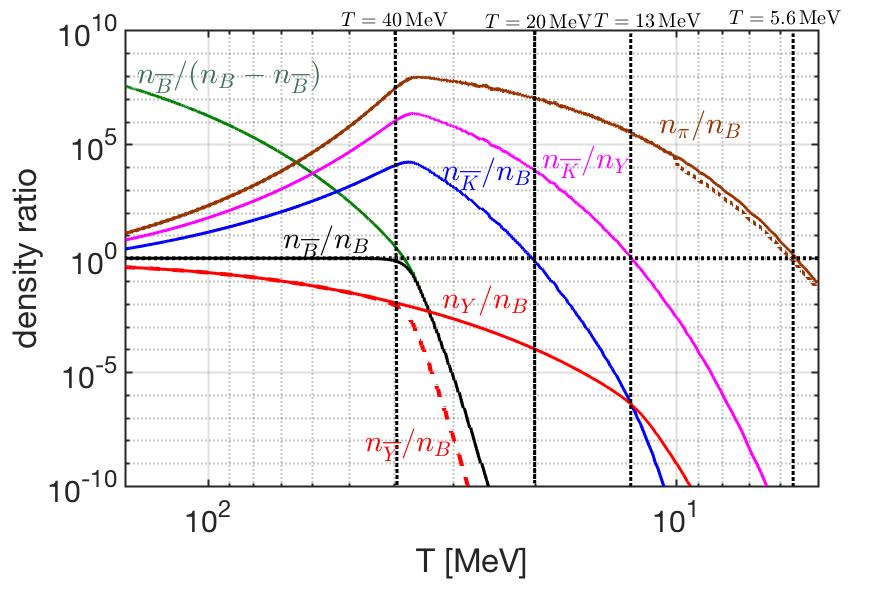 T = 40 MeV T = 20 MeV T = 13 MeV T = 5.6 MeV
10^10
n_B̅/(n_B − n_B̅)
n_π/n_B
10^5
n_K̅/n_B
n_K̅/n_Y
n_B̅/n_B
10^0
n_Y/n_B
10^-5
n_Y̅/n_B
10^-10
density ratio
10^2 10^1
T [MeV]